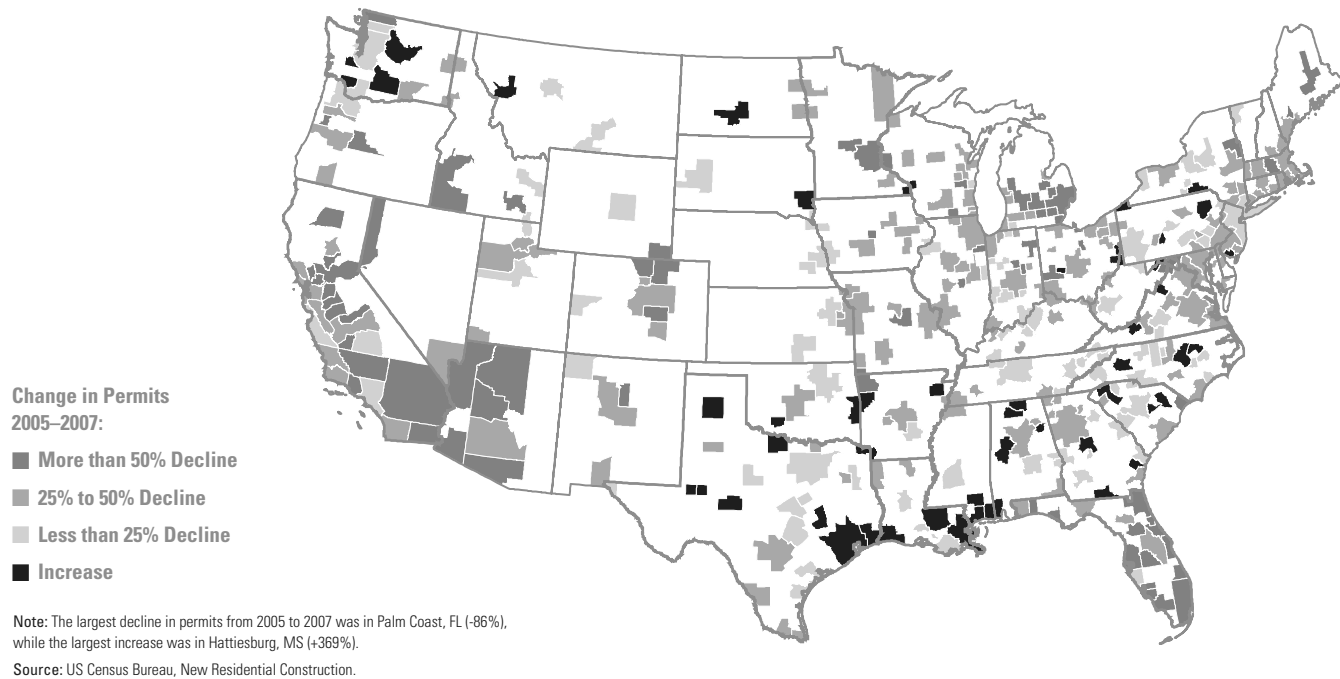 Change in Permits
2005–2007:
More than 50% Decline
25% to 50% Decline
Less than 25% Decline
Increase
Note: The largest decline in permits from 2005 to 2007 was in Palm Coast, FL (-86%),
while the largest increase was in Hattiesburg, MS (+369%).
Source: US Census Bureau, New Residential Construction.